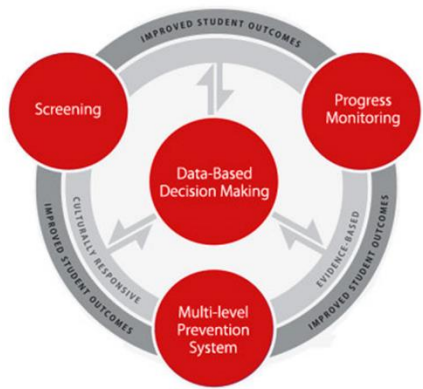 IMPROVED STUDENT OUTCOMES
Screening
Progress
Monitoring
Data-Based
Decision Making
CULTURALLY RESPONSIVE
IMPROVED STUDENT OUTCOMES
EVIDENCE-BASED
IMPROVED STUDENT OUTCOMES
Multi-level
Prevention
System